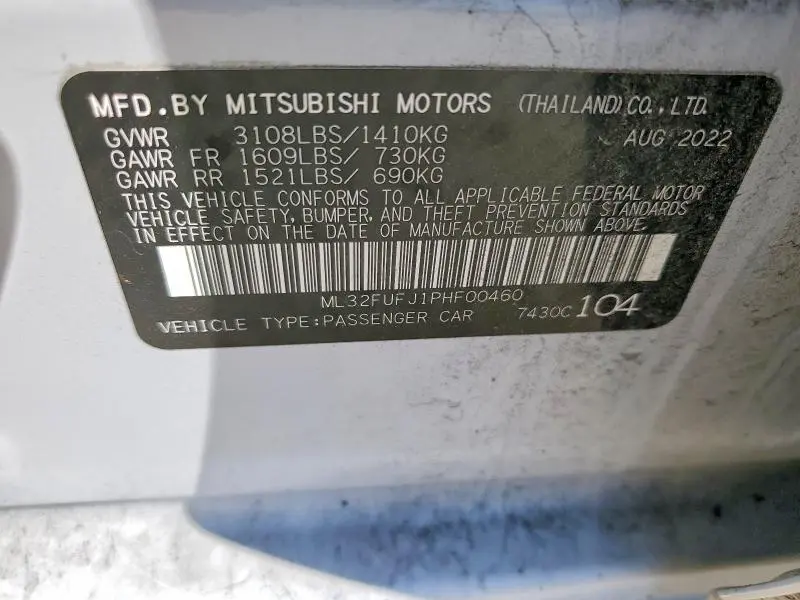 MFD.BY MITSUBISHI MOTORS (THAILAND)CO., LTD.
GVWR 3108LBS/1410KG AUG 2022
GAWR FR 1609LBS/ 730KG
GAWR RR 1521LBS/ 690KG
THIS VEHICLE CONFORMS TO ALL APPLICABLE FEDERAL MOTOR
VEHICLE SAFETY, BUMPER, AND THEFT PREVENTION STANDARDS
IN EFFECT ON THE DATE OF MANUFACTURE SHOWN ABOVE.
ML32FUFJ1PHF00460
VEHICLE TYPE:PASSENGER CAR 7430C 104